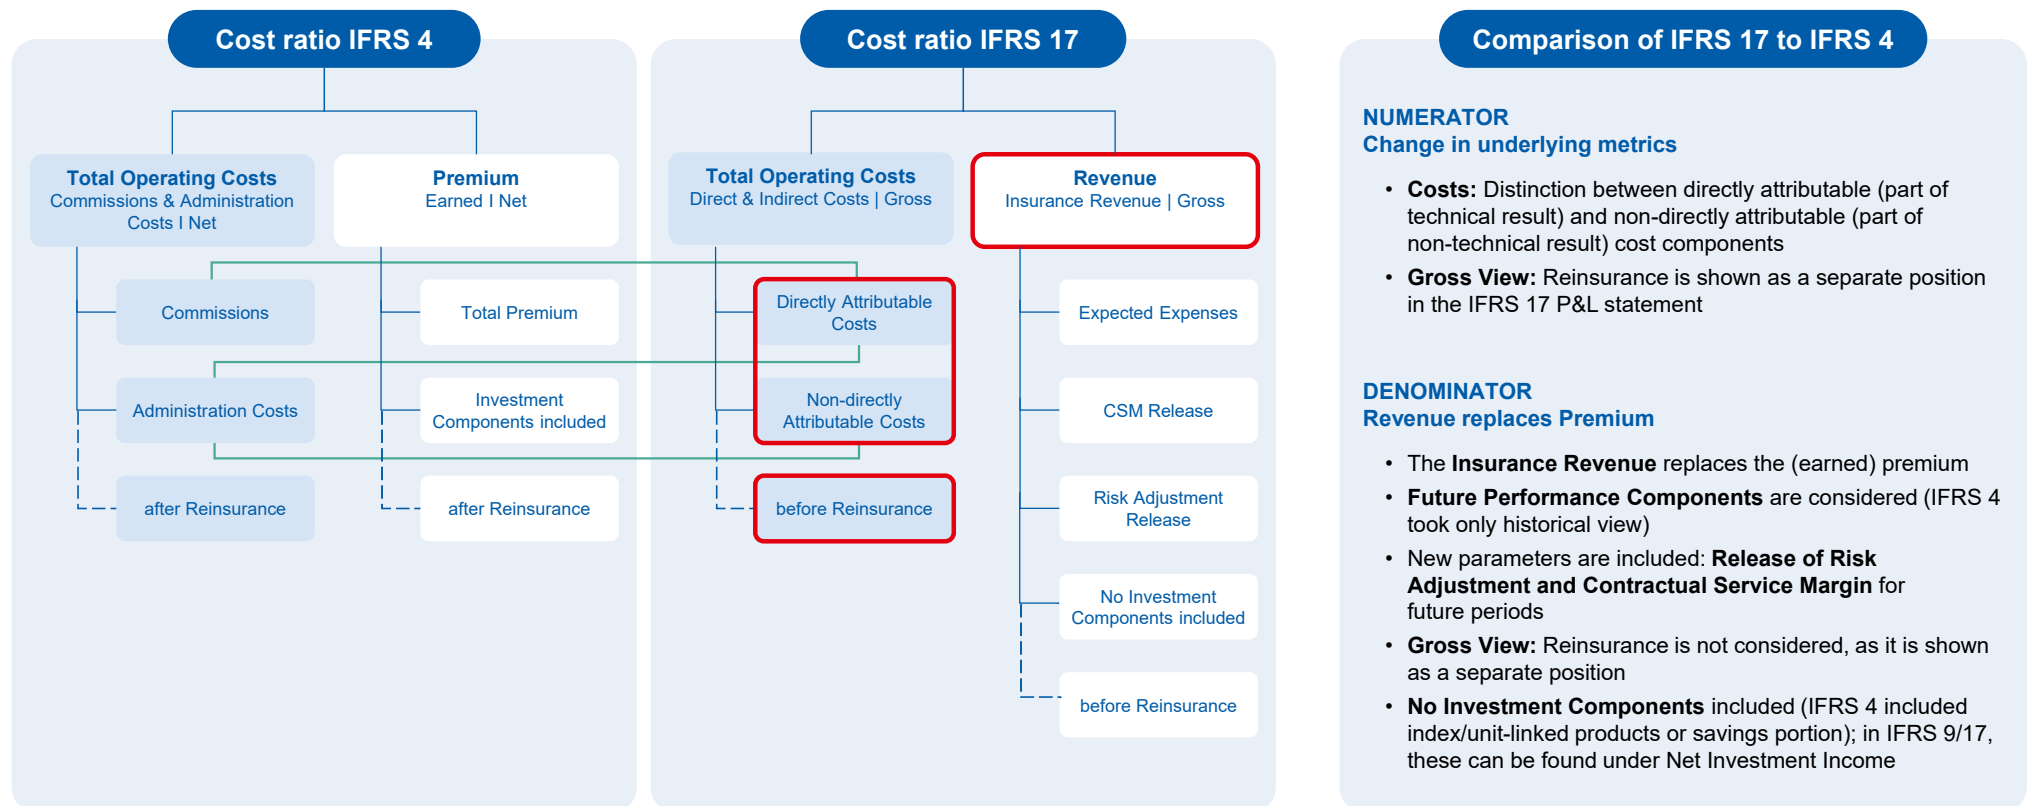 Cost ratio IFRS 4
Total Operating Costs
Commissions & Administration
Costs I Net
Premium
Earned I Net
Commissions
Total Premium
Administration Costs
Investment
Components included
after Reinsurance
after Reinsurance
Cost ratio IFRS 17
Total Operating Costs
Direct & Indirect Costs | Gross
Revenue
Insurance Revenue | Gross
Directly Attributable
Costs
Expected Expenses
Non-directly
Attributable Costs
CSM Release
before Reinsurance
Risk Adjustment
Release
No Investment
Components included
before Reinsurance
Comparison of IFRS 17 to IFRS 4
NUMERATOR
Change in underlying metrics
• Costs: Distinction between directly attributable (part of
technical result) and non-directly attributable (part of
non-technical result) cost components
• Gross View: Reinsurance is shown as a separate position
in the IFRS 17 P&L statement
DENOMINATOR
Revenue replaces Premium
• The Insurance Revenue replaces the (earned) premium
• Future Performance Components are considered (IFRS 4
took only historical view)
• New parameters are included: Release of Risk
Adjustment and Contractual Service Margin for
future periods
• Gross View: Reinsurance is not considered, as it is shown
as a separate position
• No Investment Components included (IFRS 4 included
index/unit-linked products or savings portion); in IFRS 9/17,
these can be found under Net Investment Income